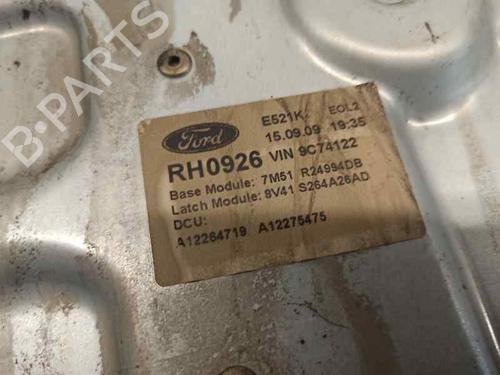 Ford
E521K EOL2
15.09.09 19:35
RH0926 VIN 9C74122
Base Module: 7M51 R24994DB
Latch Module: 8V41 S264A26AD
DCU:
A12264719 A12275475